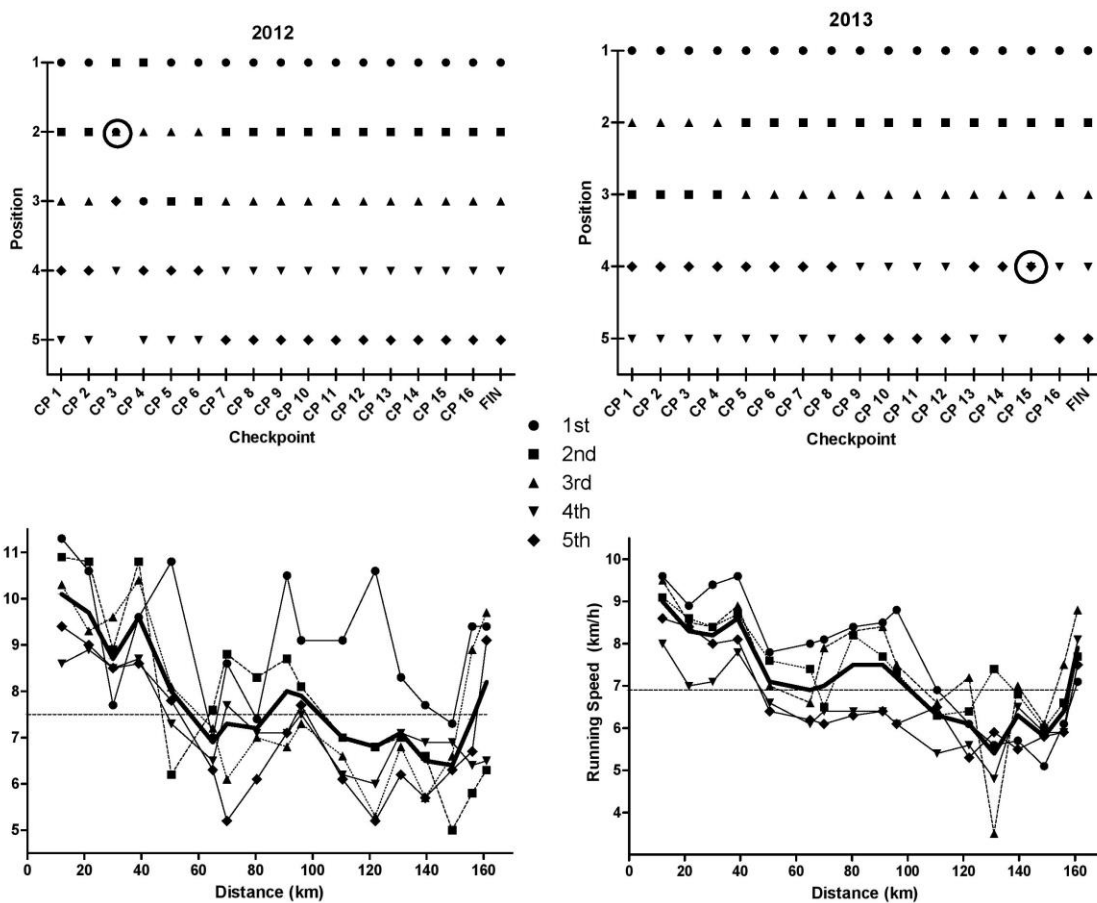 2012
1
2
3
4
5
Position
CP 1 CP 2 CP 3 CP 4 CP 5 CP 6 CP 7 CP 8 CP 9 CP 10 CP 11 CP 12 CP 13 CP 14 CP 15 CP 16 FIN
Checkpoint
2013
1
2
3
4
5
Position
CP 1 CP 2 CP 3 CP 4 CP 5 CP 6 CP 7 CP 8 CP 9 CP 10 CP 11 CP 12 CP 13 CP 14 CP 15 CP 16 FIN
Checkpoint
1st
2nd
3rd
4th
5th
11
10
9
8
7
6
5
0 20 40 60 80 100 120 140 160
Distance (km)
10
9
8
7
6
5
4
Running Speed (km/h)
0 20 40 60 80 100 120 140 160
Distance (km)